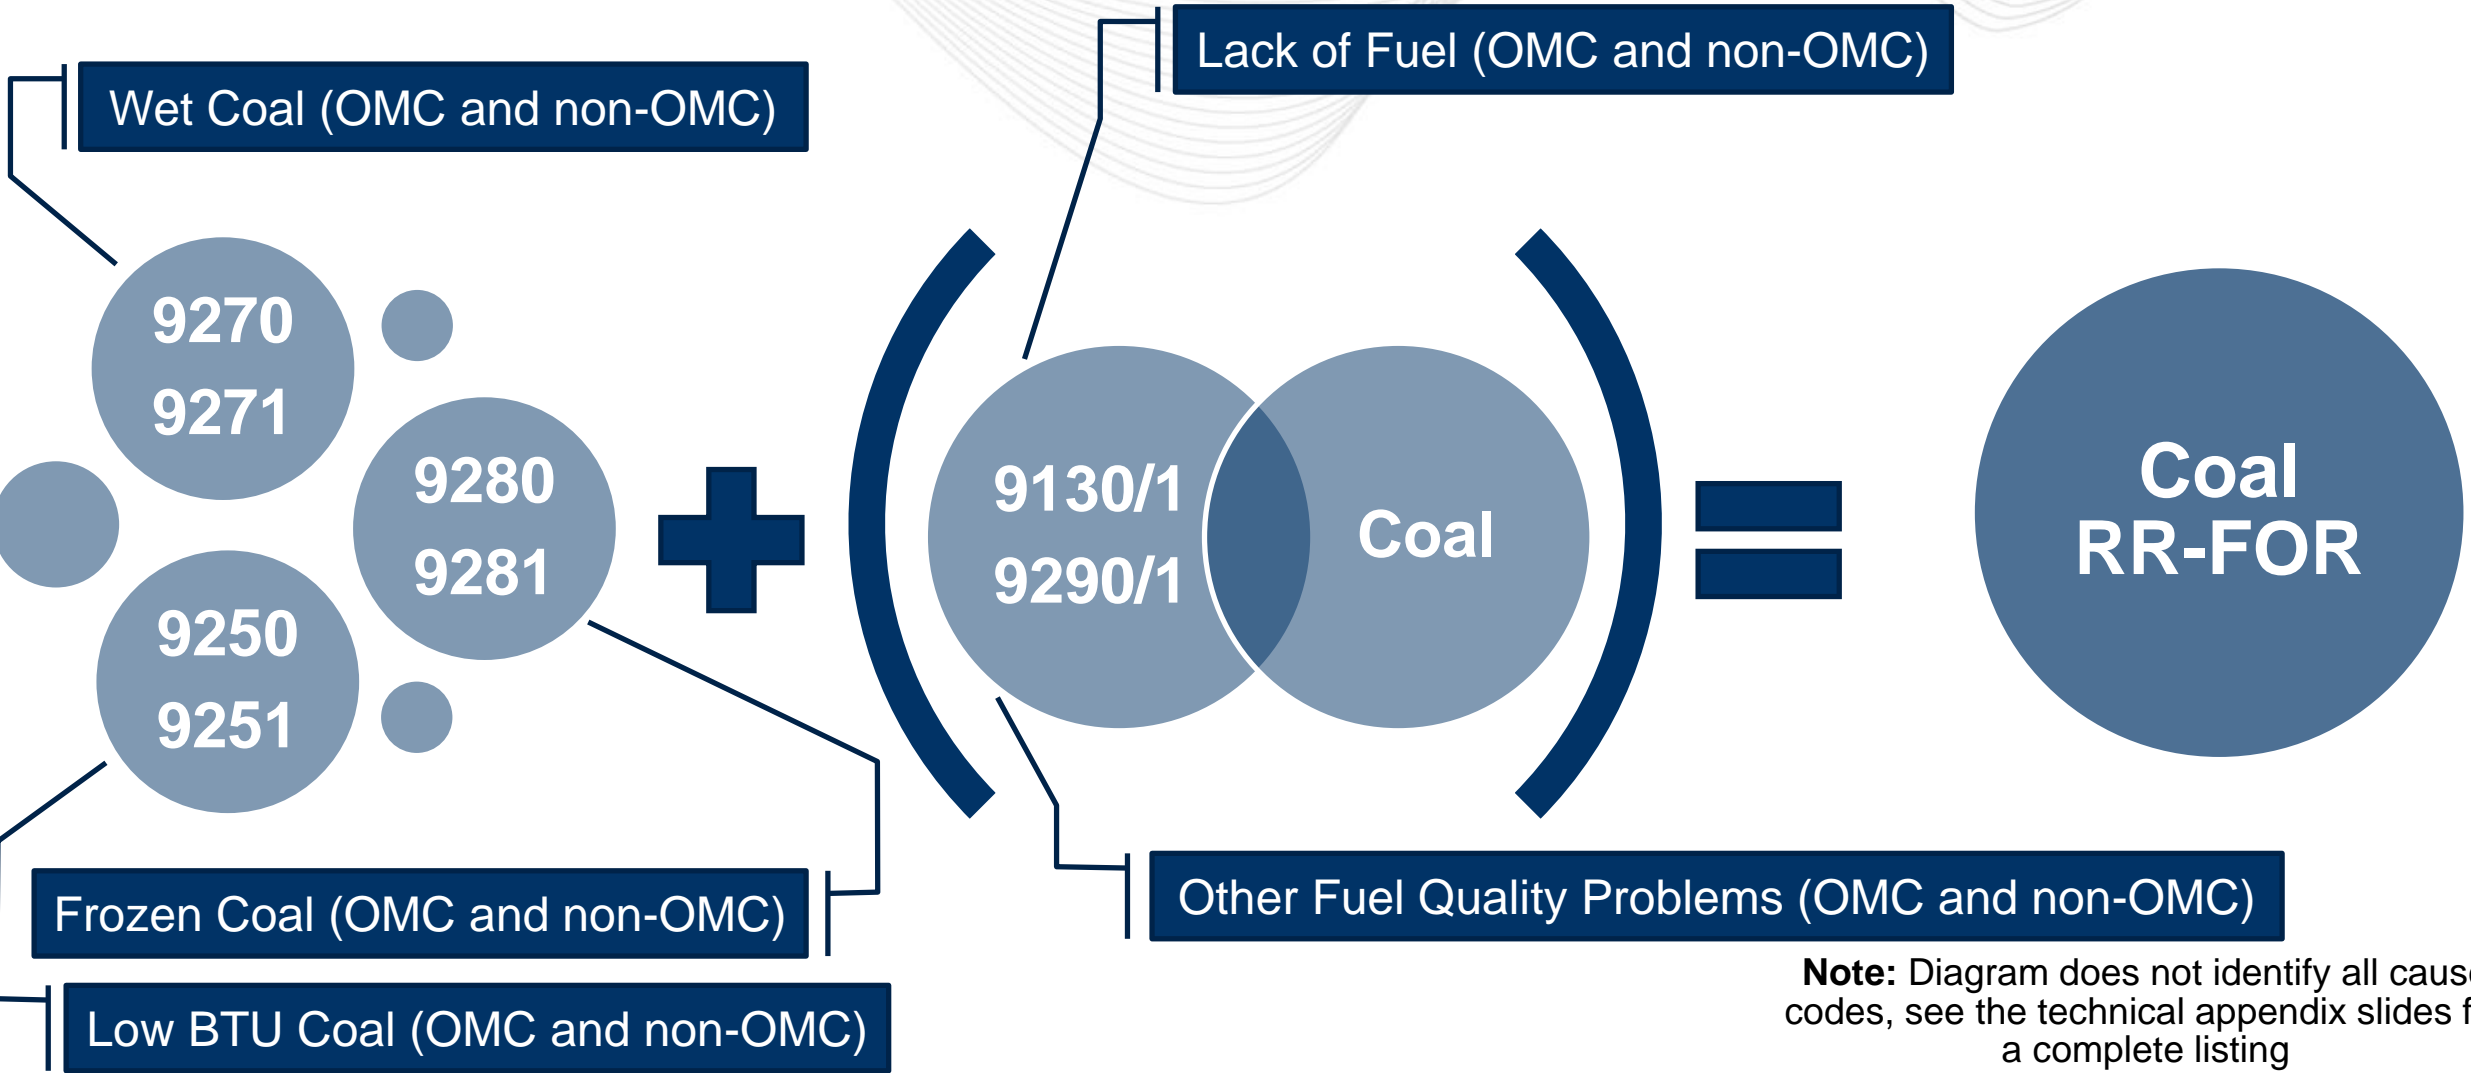 Lack of Fuel (OMC and non-OMC)
Wet Coal (OMC and non-OMC)
9270
9271
9280
9281
9250
9251
9130/1
9290/1
Coal
Coal
RR-FOR
Frozen Coal (OMC and non-OMC)
Other Fuel Quality Problems (OMC and non-OMC)
Low BTU Coal (OMC and non-OMC)
Note: Diagram does not identify all cause
codes, see the technical appendix slides f
a complete listing